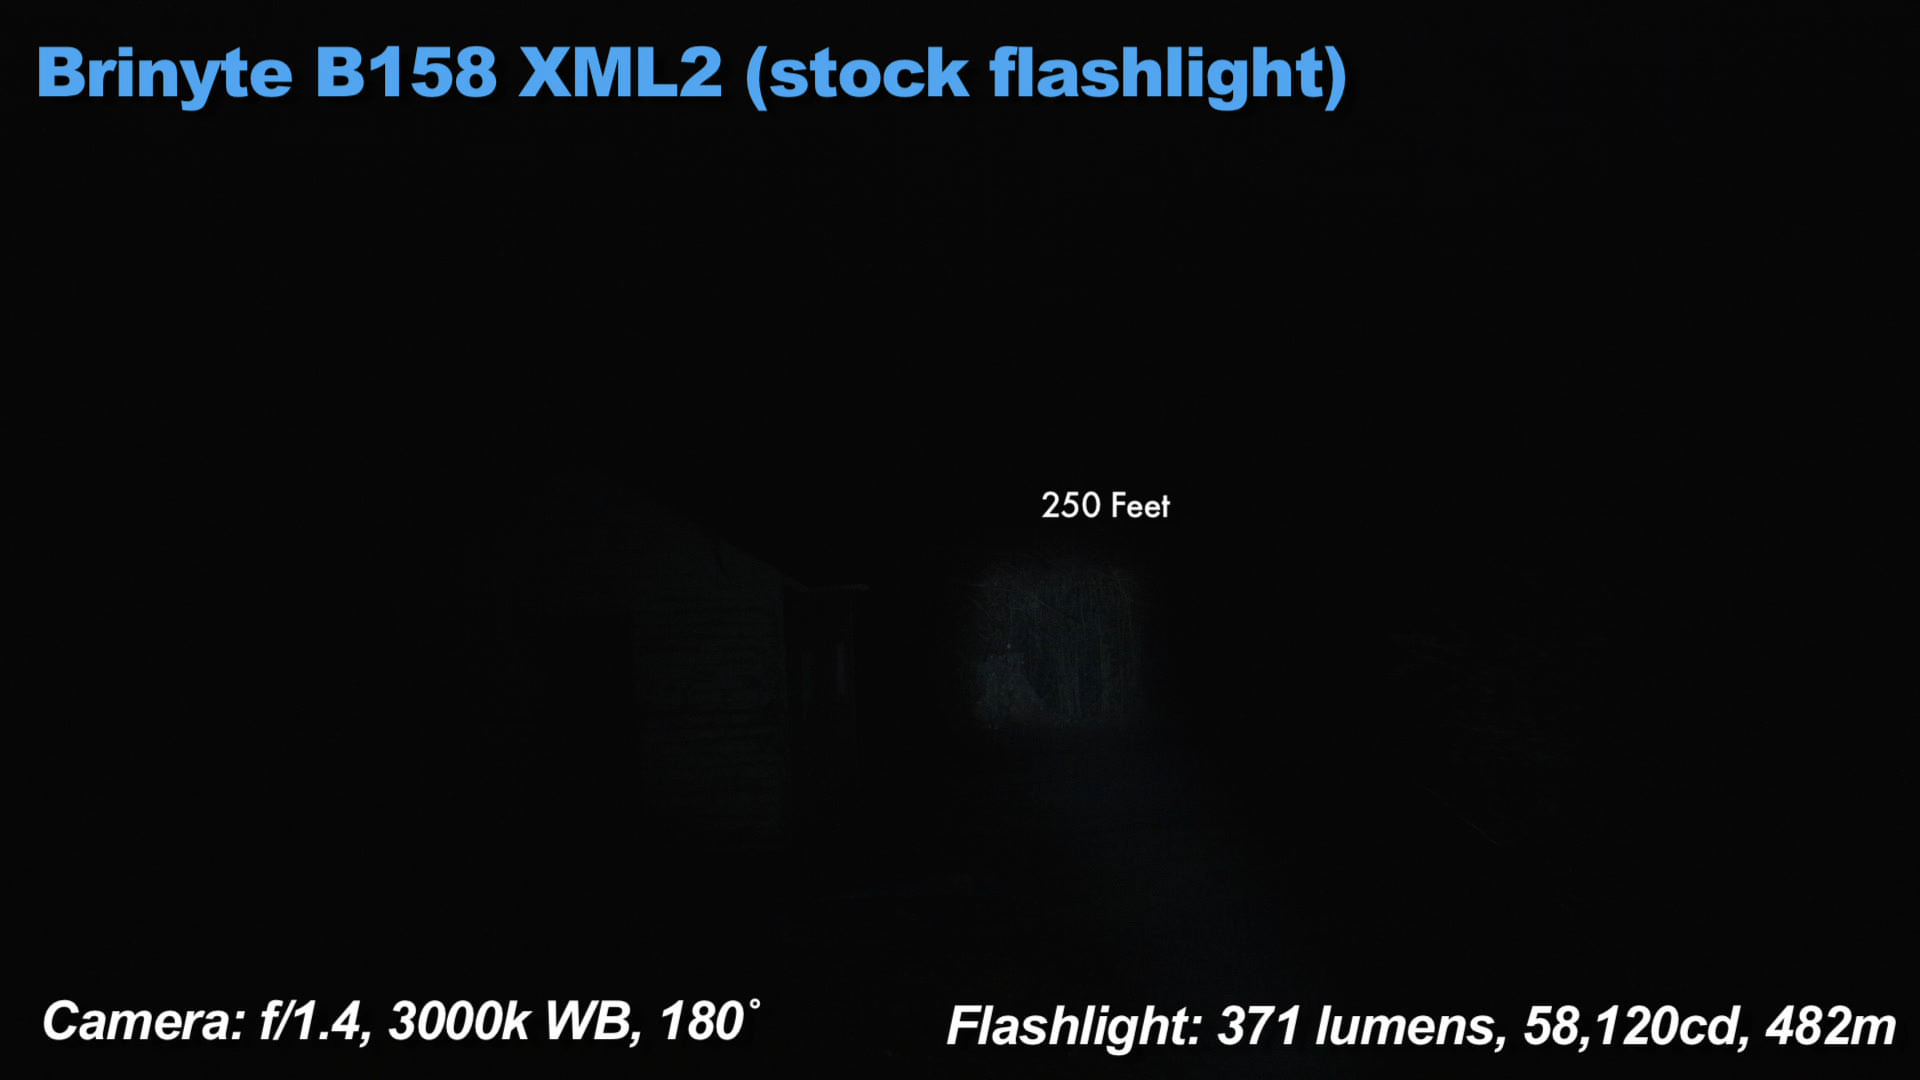 Brinyte B158 XML2 (stock flashlight)
250 Feet
Camera: f/1.4, 3000k WB, 180˚
Flashlight: 371 lumens, 58,120cd, 482m